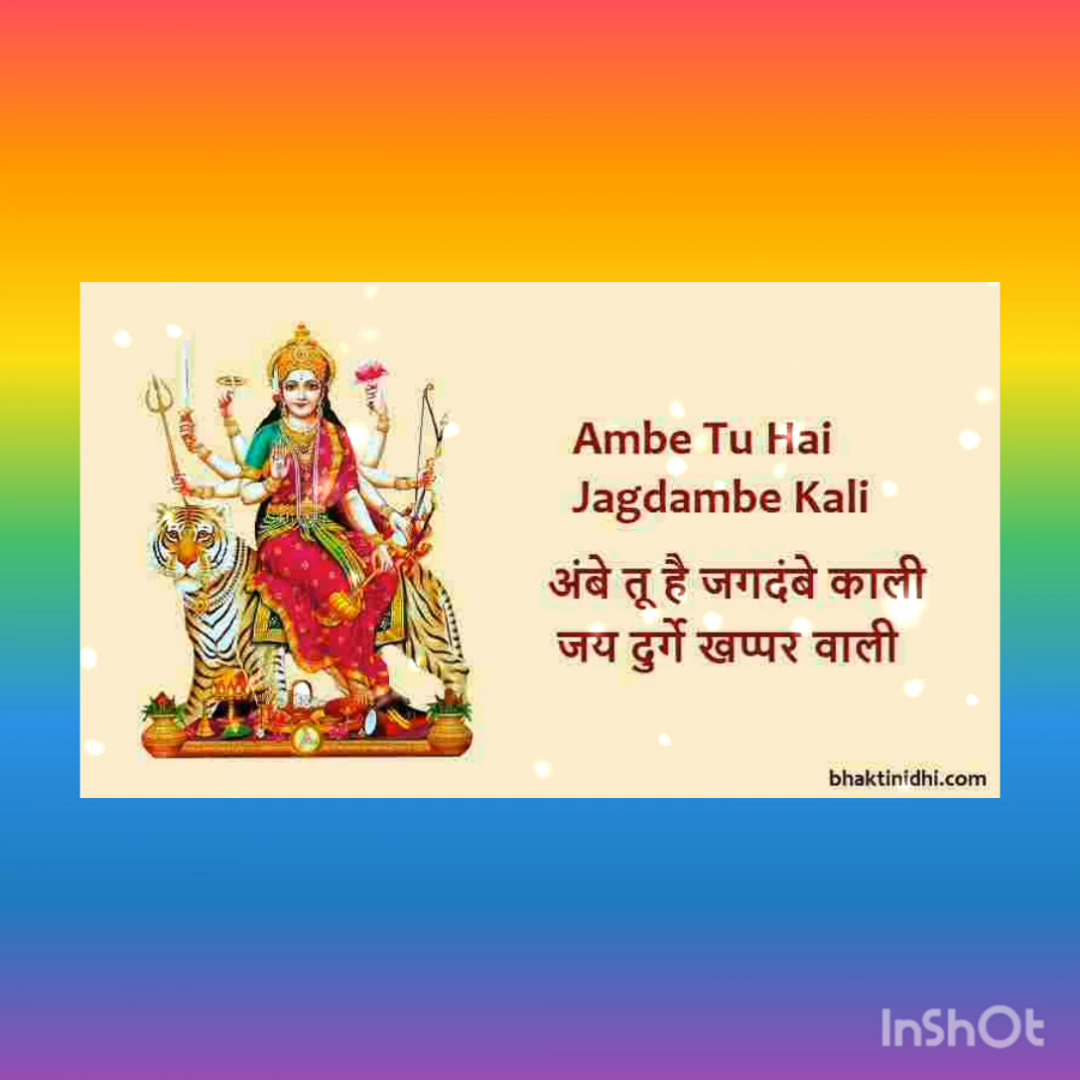 Ambe Tu Hai
Jagdambe Kali
अंबे तू है जगदंबे काली
जय दुर्गे खप्पर वाली
bhaktinidhi.com
InShOt